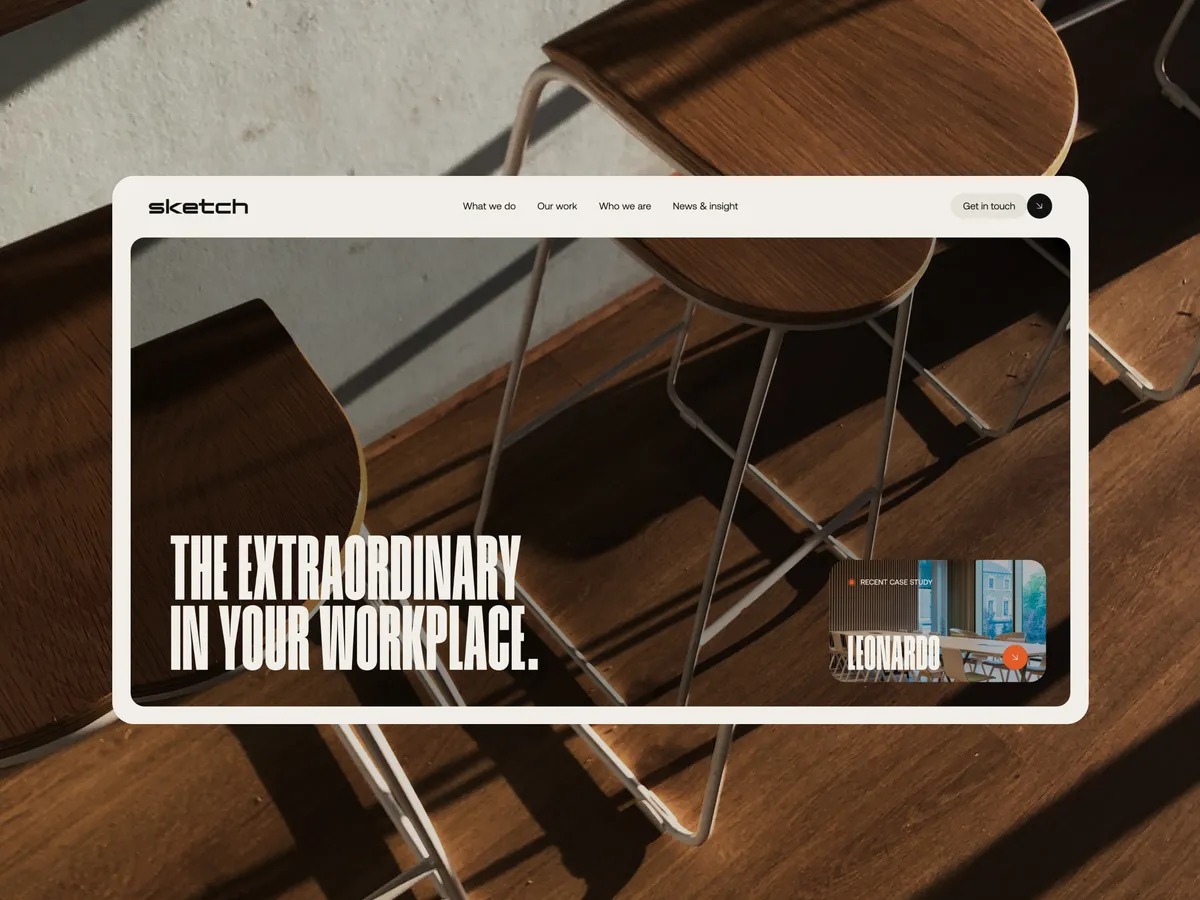 sketch
What we do
Our work
Who we are
News & insight
Get in touch
THE EXTRAORDINARY
IN YOUR WORKPLACE.
RECENT CASE STUDY
LEONARDO